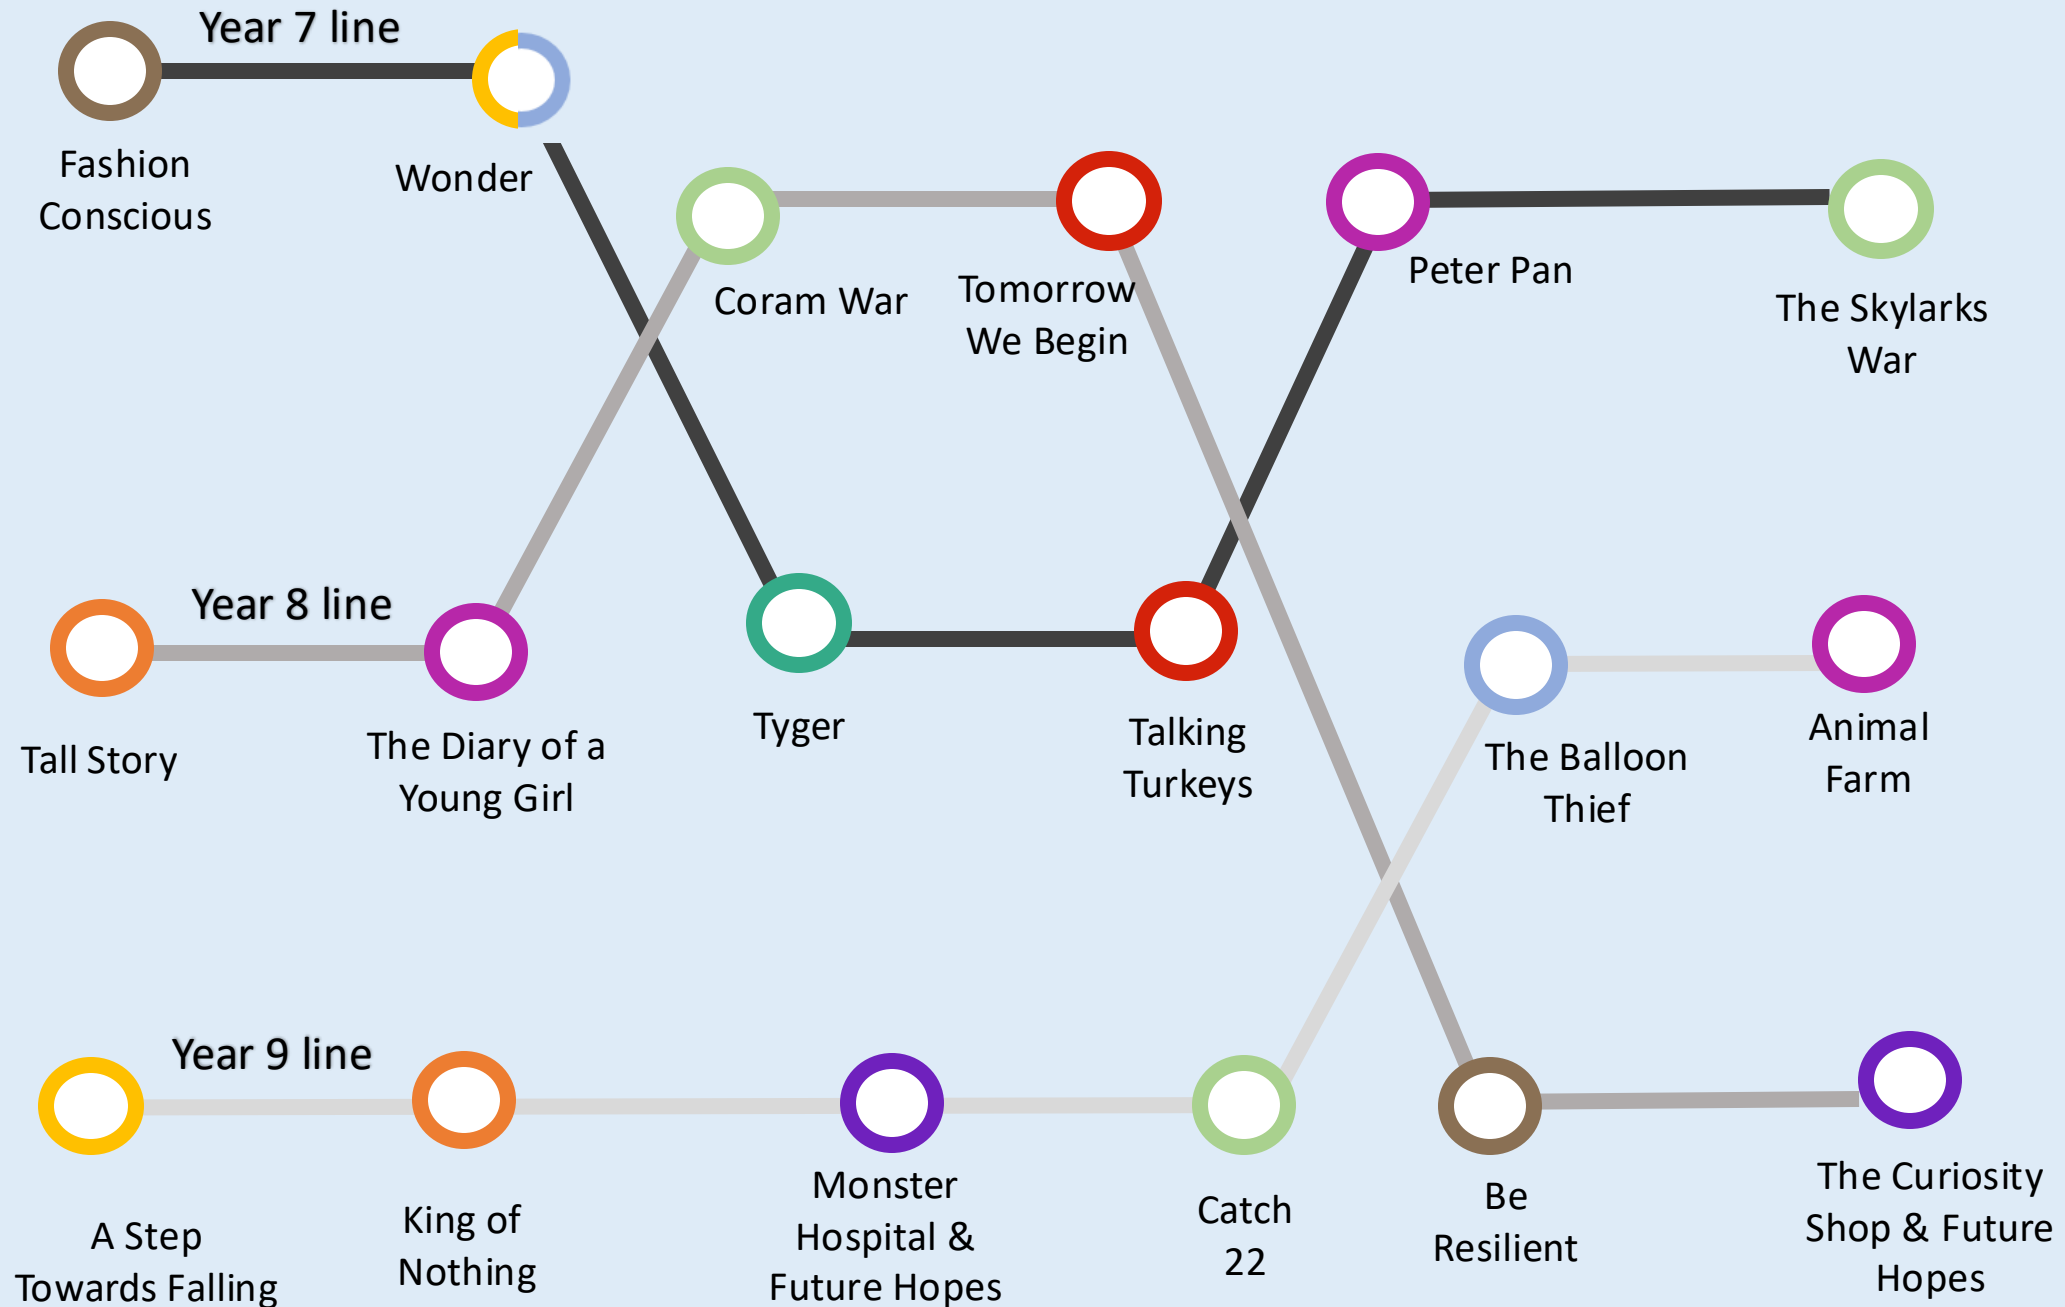 Year 7 line
Fashion
Conscious
Wonder
Coram War
Tomorrow
We Begin
Peter Pan
The Skylarks
War
Year 8 line
Tall Story
The Diary of a
Young Girl
Tyger
Talking
Turkeys
The Balloon
Thief
Animal
Farm
Year 9 line
A Step
Towards Falling
King of
Nothing
Monster
Hospital &
Future Hopes
Catch
22
Be
Resilient
The Curiosity
Shop & Future
Hopes